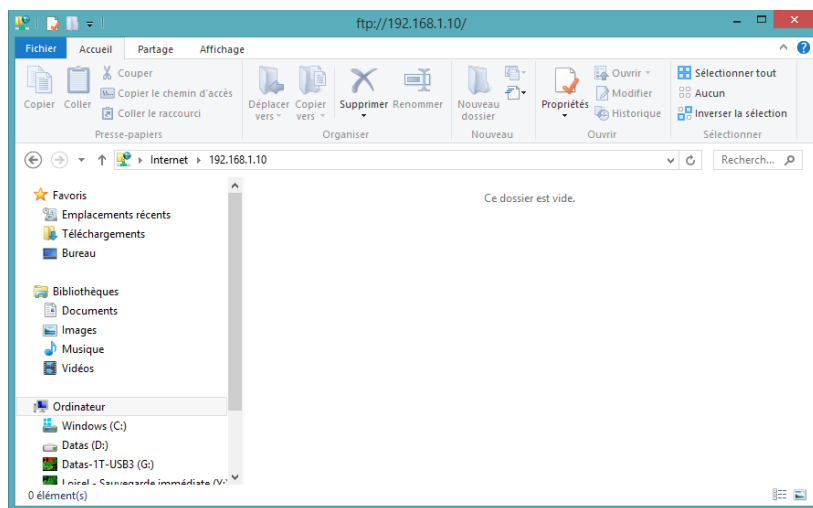 ftp://192.168.1.10/
Fichier Accueil Partage Affichage
Copier
Coller
Couper
Copier le chemin d'accès
Coller le raccourci
Presse-papiers
Déplacer vers
Copier vers
Supprimer
Renommer
Organiser
Nouveau dossier
Nouveau
Propriétés
Ouvrir
Modifier
Historique
Ouvrir
Sélectionner tout
Aucun
Inverser la sélection
Sélectionner
Internet 192.168.1.10
Recherch...
Favoris
Emplacements récents
Téléchargements
Bureau
Bibliothèques
Documents
Images
Musique
Vidéos
Ordinateur
Windows (C:)
Datas (D:)
Datas-1T-USB3 (G:)
Loisel - Sauvegarde immédiate (Y:)
Ce dossier est vide.
0 élément(s)